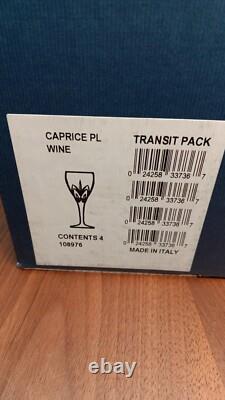 CAPRICE PL
WINE
CONTENTS 4
108976
TRANSIT PACK
0 24258 33736 7
0 24258 33736 7
0 24258 33736 7
0 24258 33736 7
MADE IN ITALY
ebay